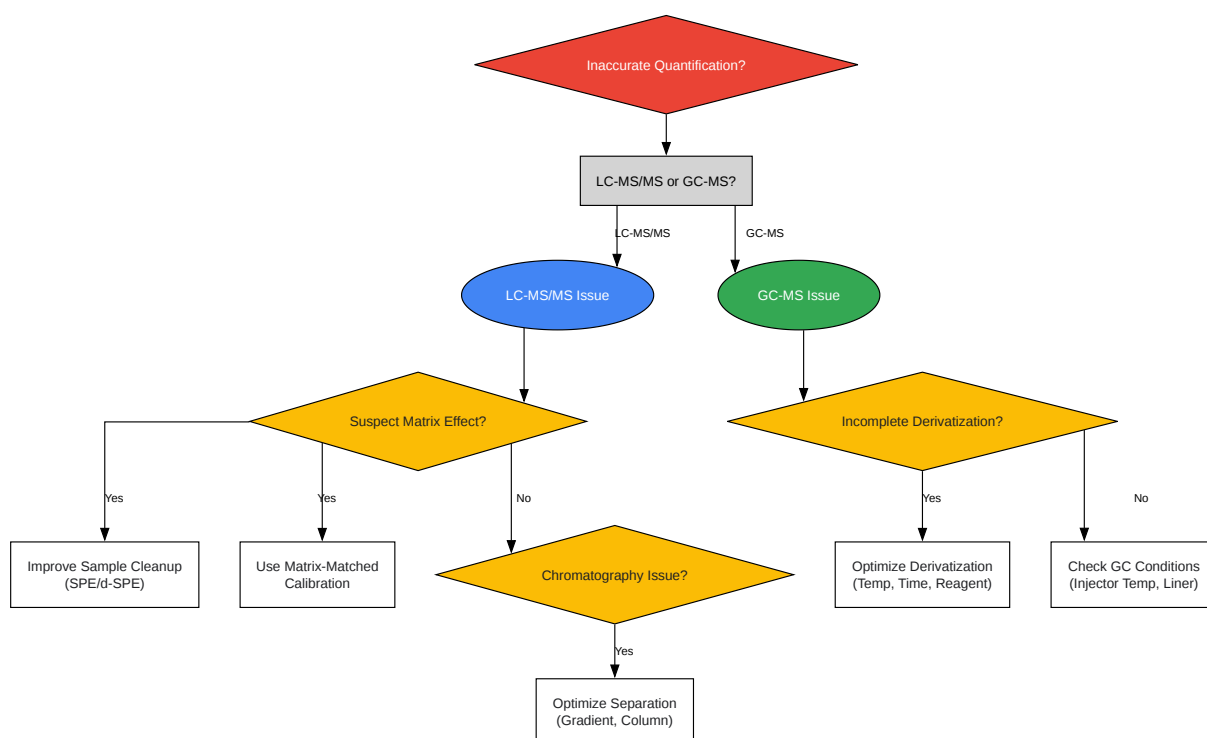 Inaccurate Quantification?
LC-MS/MS or GC-MS?
LC-MS/MS
GC-MS
LC-MS/MS Issue
GC-MS Issue
Suspect Matrix Effect?
Incomplete Derivatization?
Yes
Yes
No
Yes
No
Improve Sample Cleanup
(SPE/d-SPE)
Use Matrix-Matched
Calibration
Chromatography Issue?
Optimize Derivatization
(Temp, Time, Reagent)
Check GC Conditions
(Injector Temp, Liner)
Yes
Optimize Separation
(Gradient, Column)